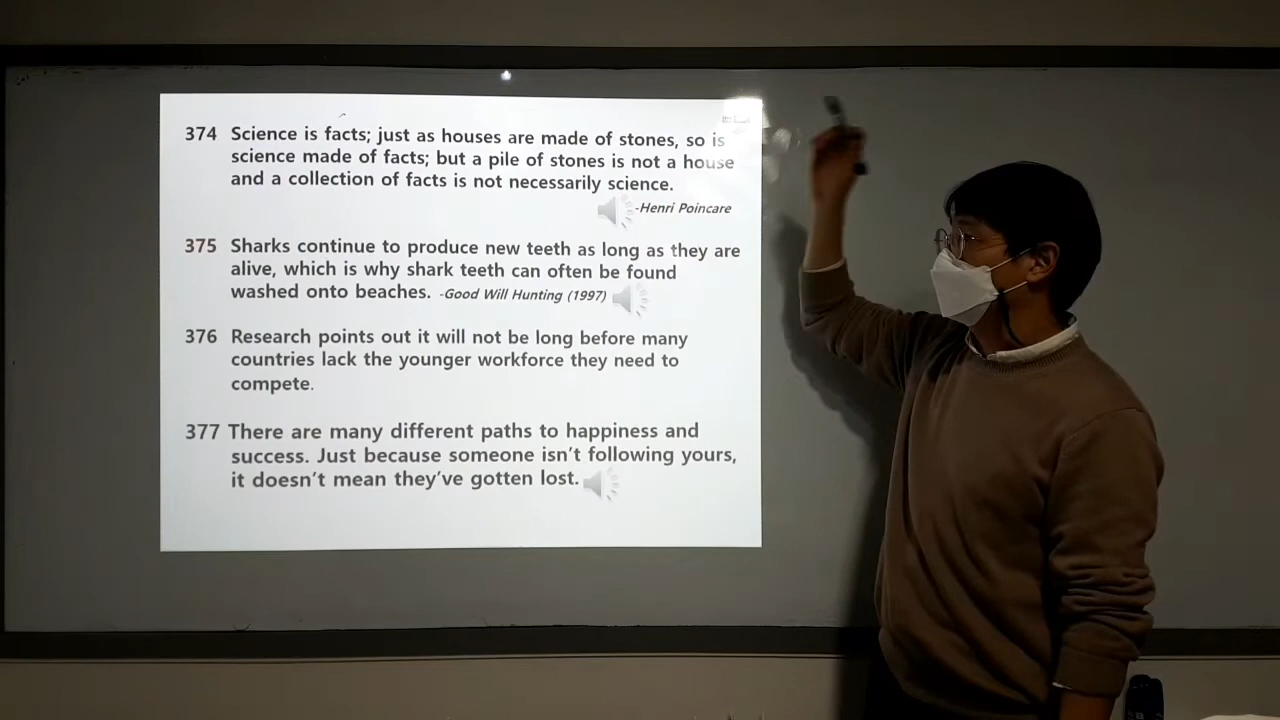 374 Science is facts; just as houses are made of stones, so is
science made of facts; but a pile of stones is not a house
and a collection of facts is not necessarily science.
-Henri Poincare
375 Sharks continue to produce new teeth as long as they are
alive, which is why shark teeth can often be found
washed onto beaches. -Good Will Hunting (1997)
376 Research points out it will not be long before many
countries lack the younger workforce they need to
compete.
377 There are many different paths to happiness and
success. Just because someone isn't following yours,
it doesn't mean they've gotten lost.